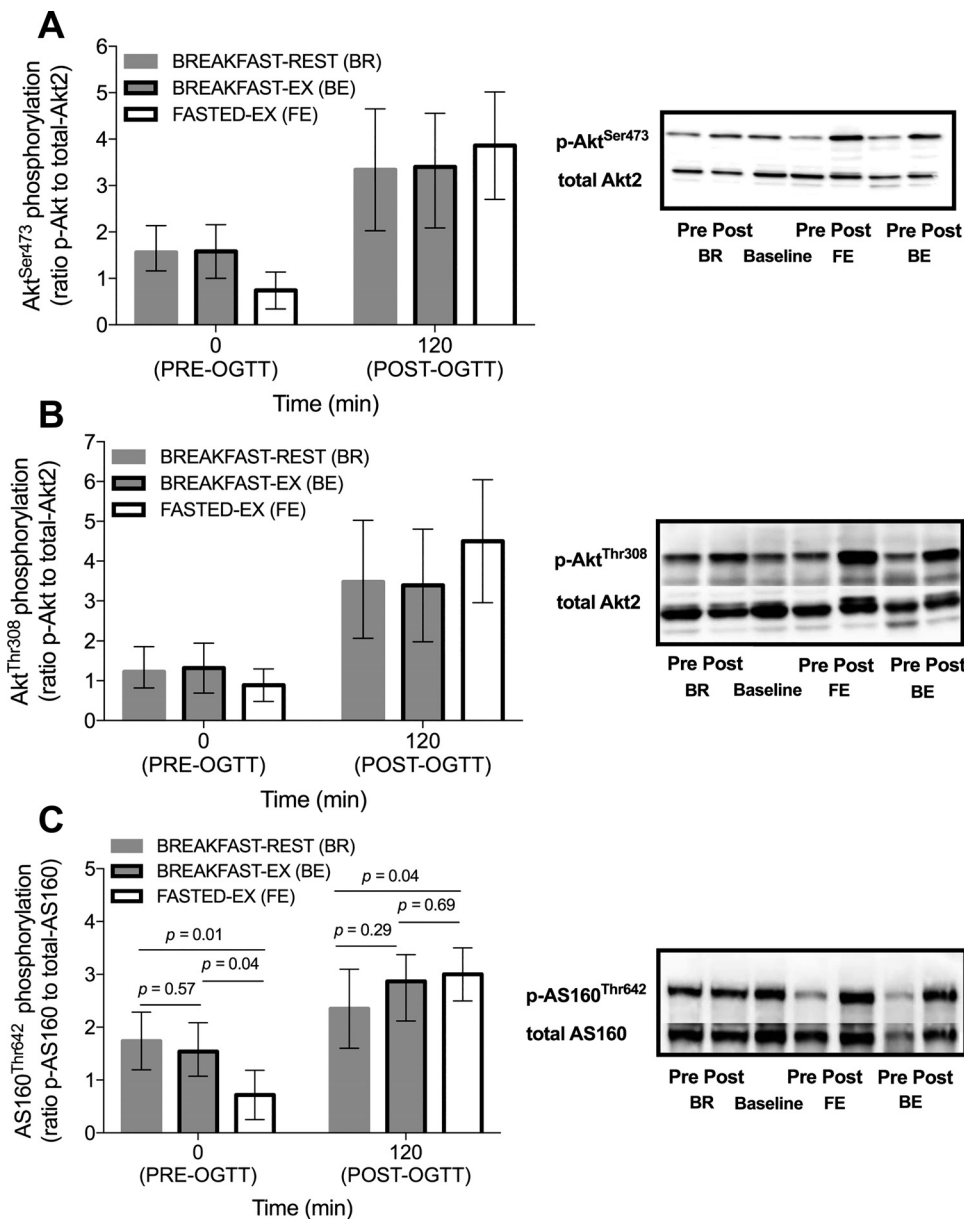 A
Akt^Ser473 phosphorylation
(ratio p-Akt to total-Akt2)
6
5
4
3
2
1
0
BREAKFAST-REST (BR)
BREAKFAST-EX (BE)
FASTED-EX (FE)
0
(PRE-OGTT)
120
(POST-OGTT)
Time (min)
p-Akt^Ser473
total Akt2
Pre Post Pre Post Pre Post
BR Baseline FE BE
B
Akt^Thr308 phosphorylation
(ratio p-Akt to total-Akt2)
7
6
5
4
3
2
1
0
BREAKFAST-REST (BR)
BREAKFAST-EX (BE)
FASTED-EX (FE)
0
(PRE-OGTT)
120
(POST-OGTT)
Time (min)
p-Akt^Thr308
total Akt2
Pre Post Pre Post Pre Post
BR Baseline FE BE
C
AS160^Thr642 phosphorylation
(ratio p-AS160 to total-AS160)
5
4
3
2
1
0
BREAKFAST-REST (BR)
BREAKFAST-EX (BE)
FASTED-EX (FE)
p = 0.01
p = 0.04
p = 0.57
p = 0.04
p = 0.69
p = 0.29
0
(PRE-OGTT)
120
(POST-OGTT)
Time (min)
p-AS160^Thr642
total AS160
Pre Post Pre Post Pre Post
BR Baseline FE BE